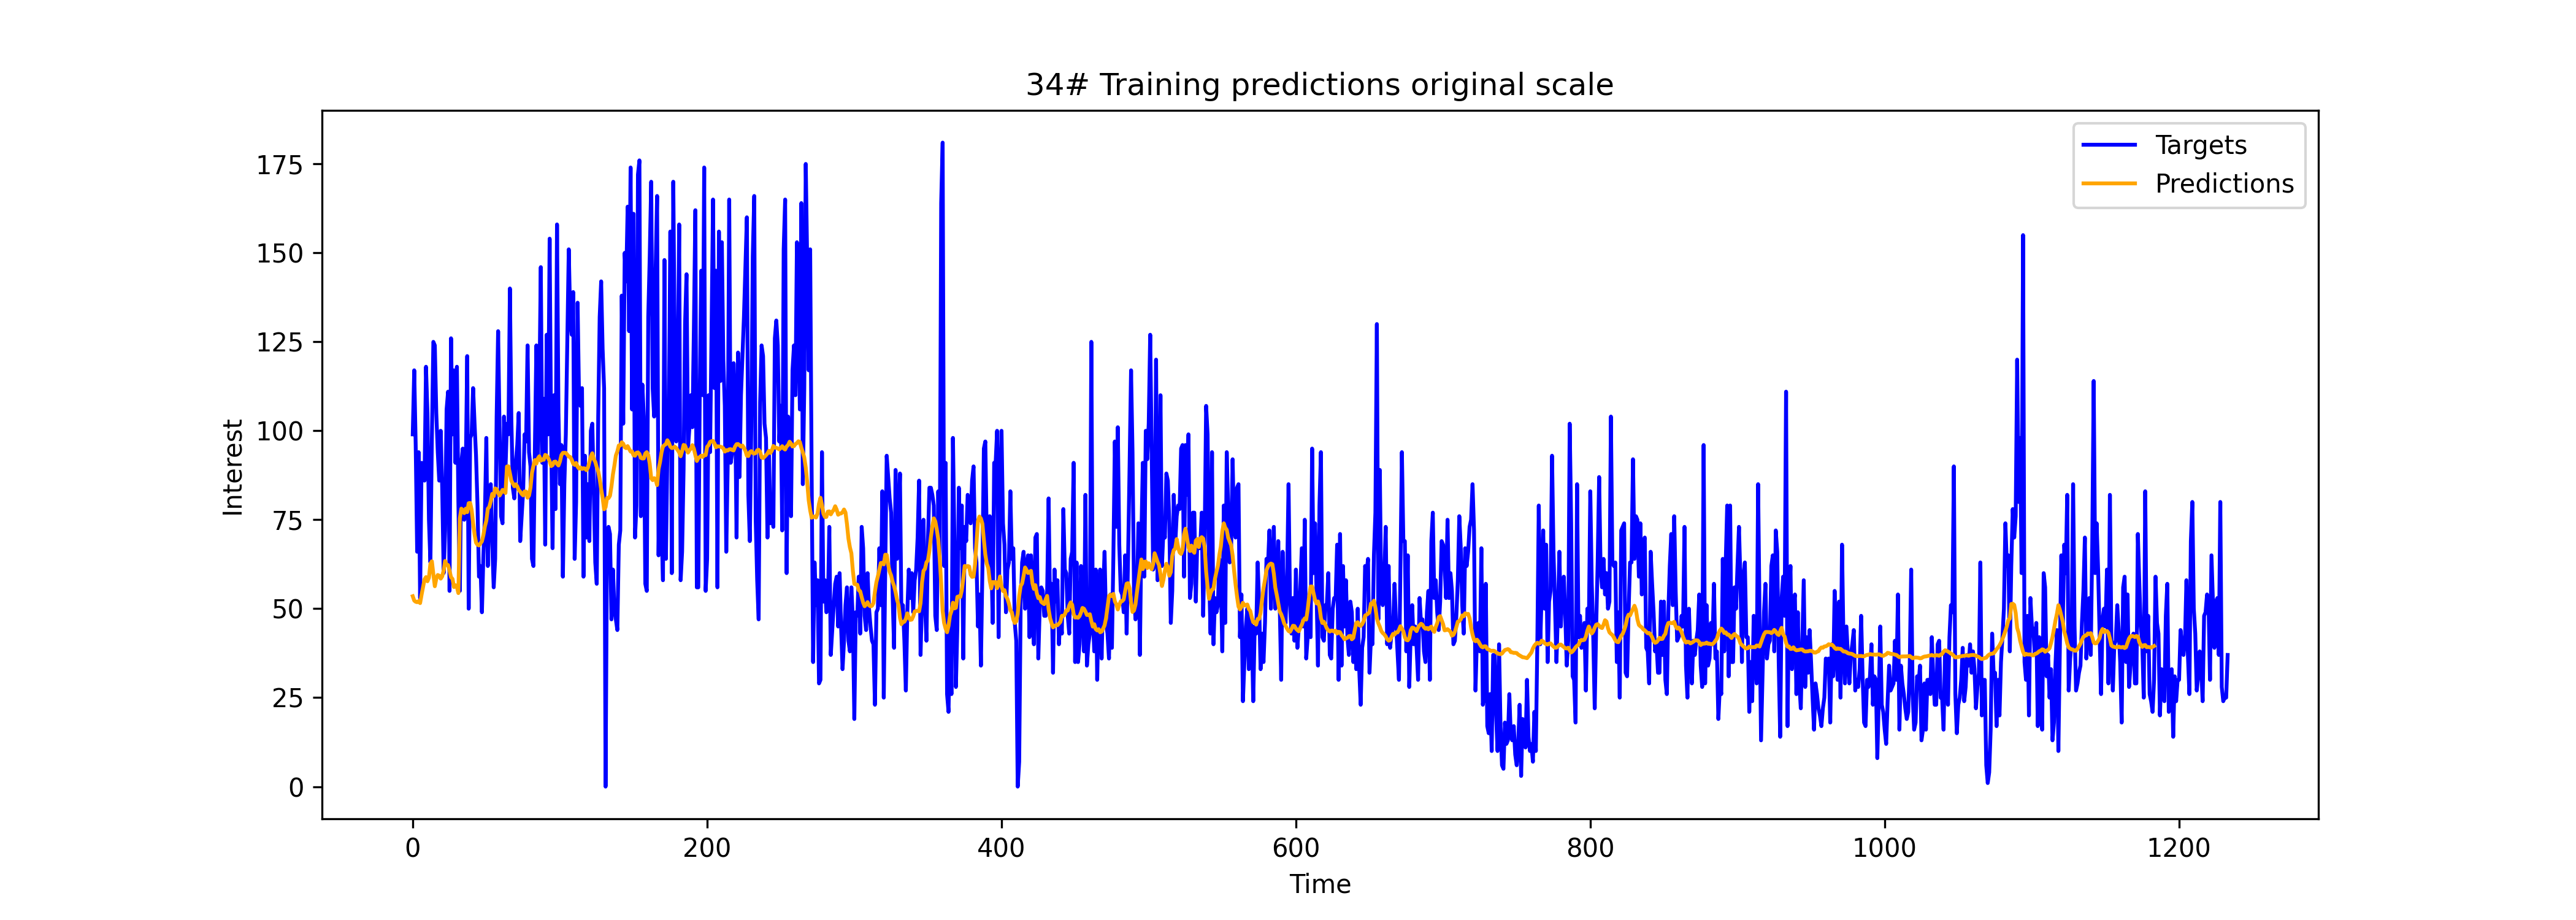 34# Training predictions original scale
Targets
Predictions
Interest
175
150
125
100
75
50
25
0
0 200 400 600 800 1000 1200
Time